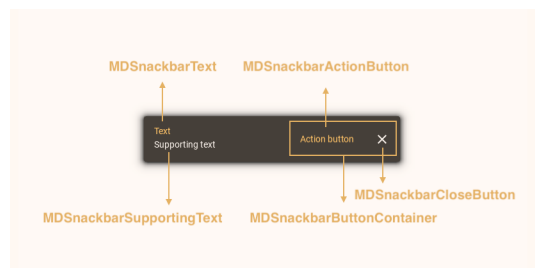 MDSnackbarText
MDSnackbarActionButton
Text
Supporting text
Action button
MDSnackbarCloseButton
MDSnackbarSupportingText
MDSnackbarButtonContainer